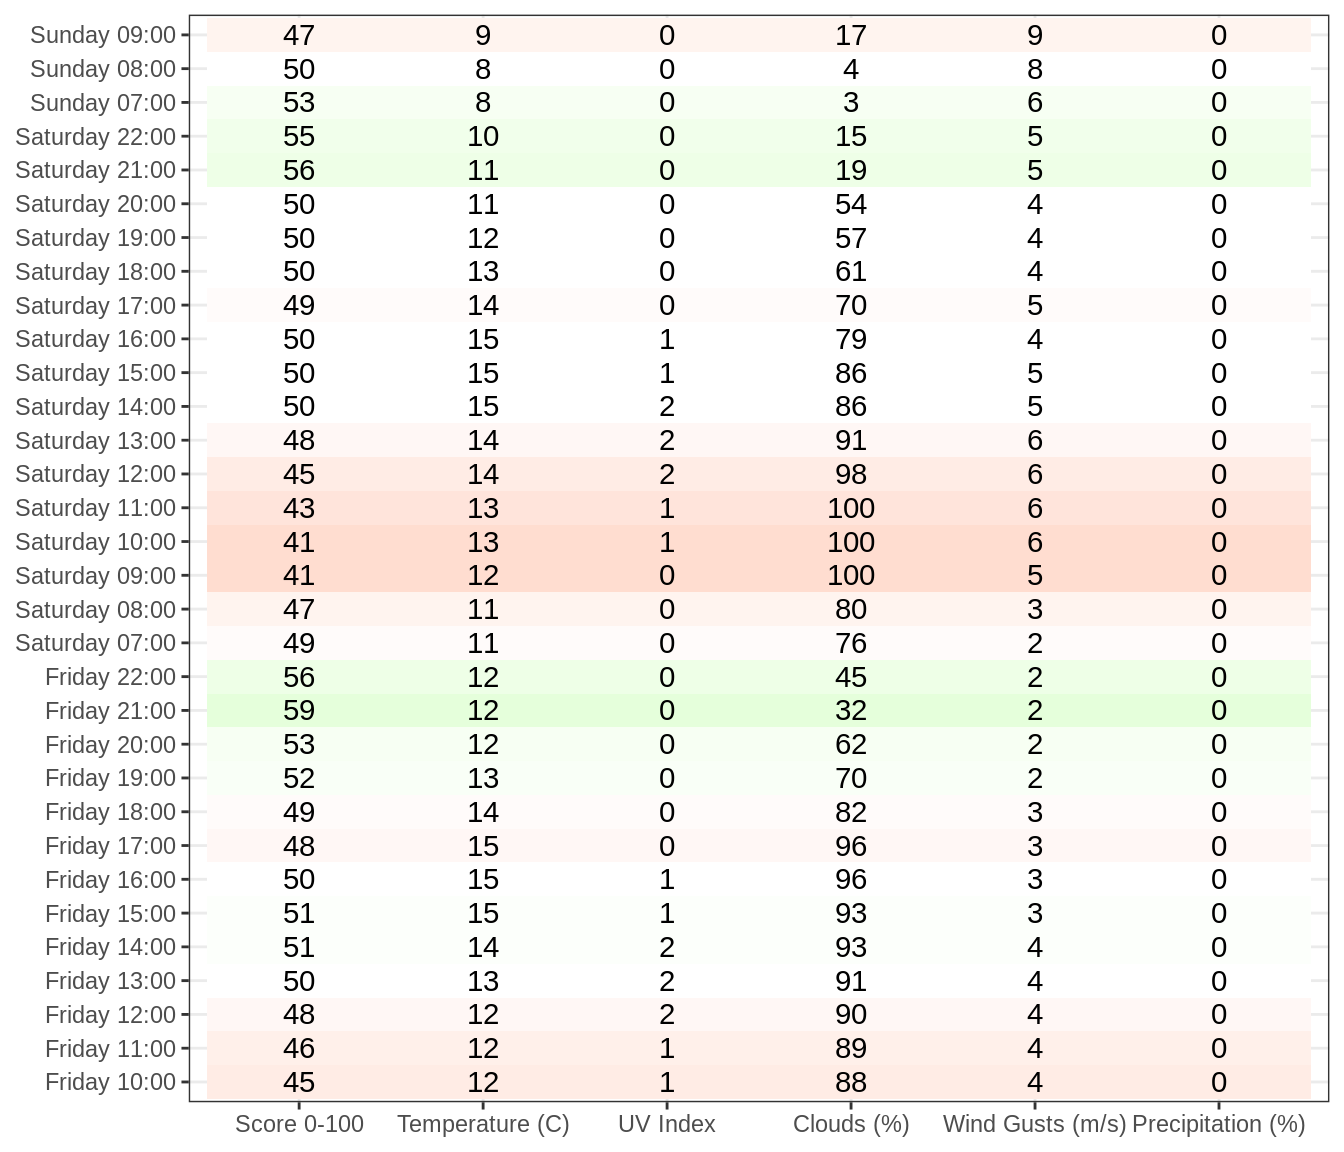 Sunday 09:00 47 9 0 17 9 0
Sunday 08:00 50 8 0 4 8 0
Sunday 07:00 53 8 0 3 6 0
Saturday 22:00 55 10 0 15 5 0
Saturday 21:00 56 11 0 19 5 0
Saturday 20:00 50 11 0 54 4 0
Saturday 19:00 50 12 0 57 4 0
Saturday 18:00 50 13 0 61 4 0
Saturday 17:00 49 14 0 70 5 0
Saturday 16:00 50 15 1 79 4 0
Saturday 15:00 50 15 1 86 5 0
Saturday 14:00 50 15 2 86 5 0
Saturday 13:00 48 14 2 91 6 0
Saturday 12:00 45 14 2 98 6 0
Saturday 11:00 43 13 1 100 6 0
Saturday 10:00 41 13 1 100 6 0
Saturday 09:00 41 12 0 100 5 0
Saturday 08:00 47 11 0 80 3 0
Saturday 07:00 49 11 0 76 2 0
Friday 22:00 56 12 0 45 2 0
Friday 21:00 59 12 0 32 2 0
Friday 20:00 53 12 0 62 2 0
Friday 19:00 52 13 0 70 2 0
Friday 18:00 49 14 0 82 3 0
Friday 17:00 48 15 0 96 3 0
Friday 16:00 50 15 1 96 3 0
Friday 15:00 51 15 1 93 3 0
Friday 14:00 51 14 2 93 4 0
Friday 13:00 50 13 2 91 4 0
Friday 12:00 48 12 2 90 4 0
Friday 11:00 46 12 1 89 4 0
Friday 10:00 45 12 1 88 4 0
Score 0-100 Temperature (C) UV Index Clouds (%) Wind Gusts (m/s) Precipitation (%)